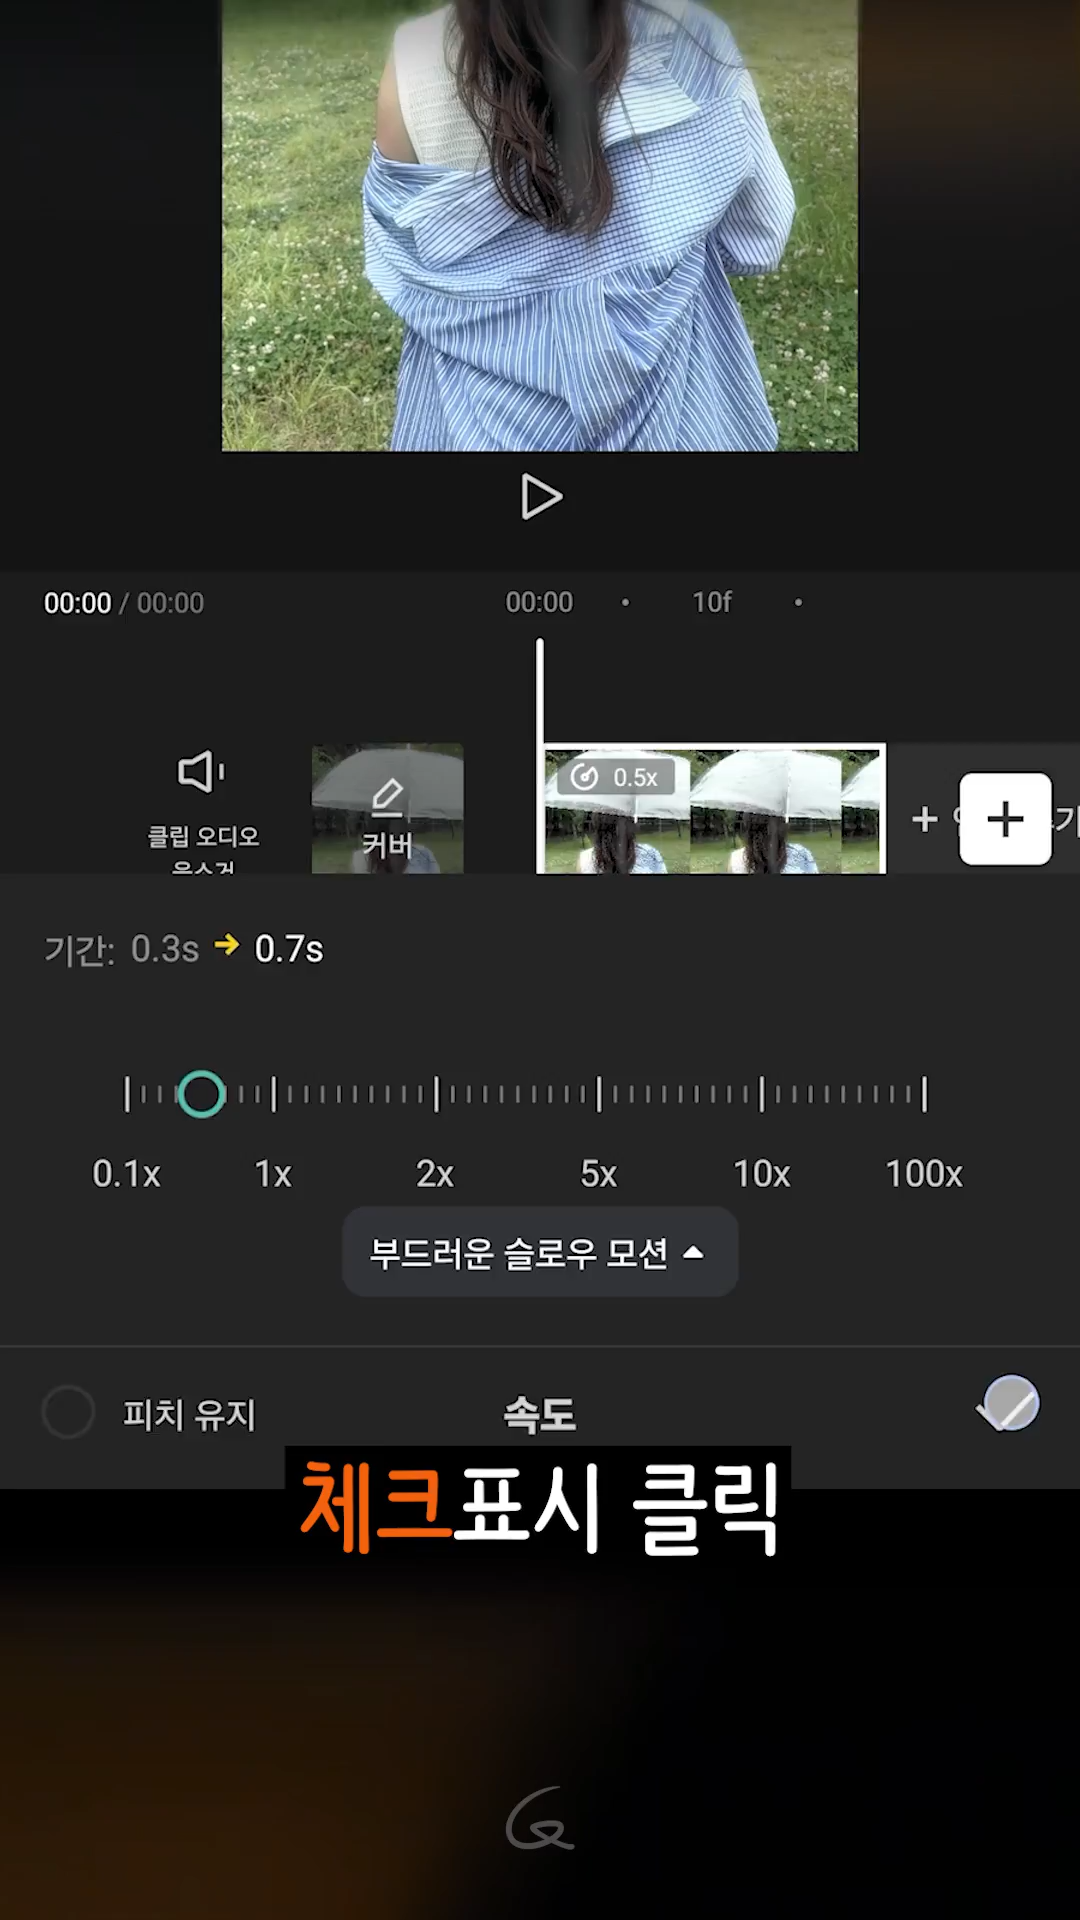 00:00 / 00:00
00:00
10f
0.5x
클립 오디오
커버
+
+
기간: 0.3s → 0.7s
0.1x 1x 2x 5x 10x 100x
부드러운 슬로우 모션
피치 유지
속도
체크표시 클릭